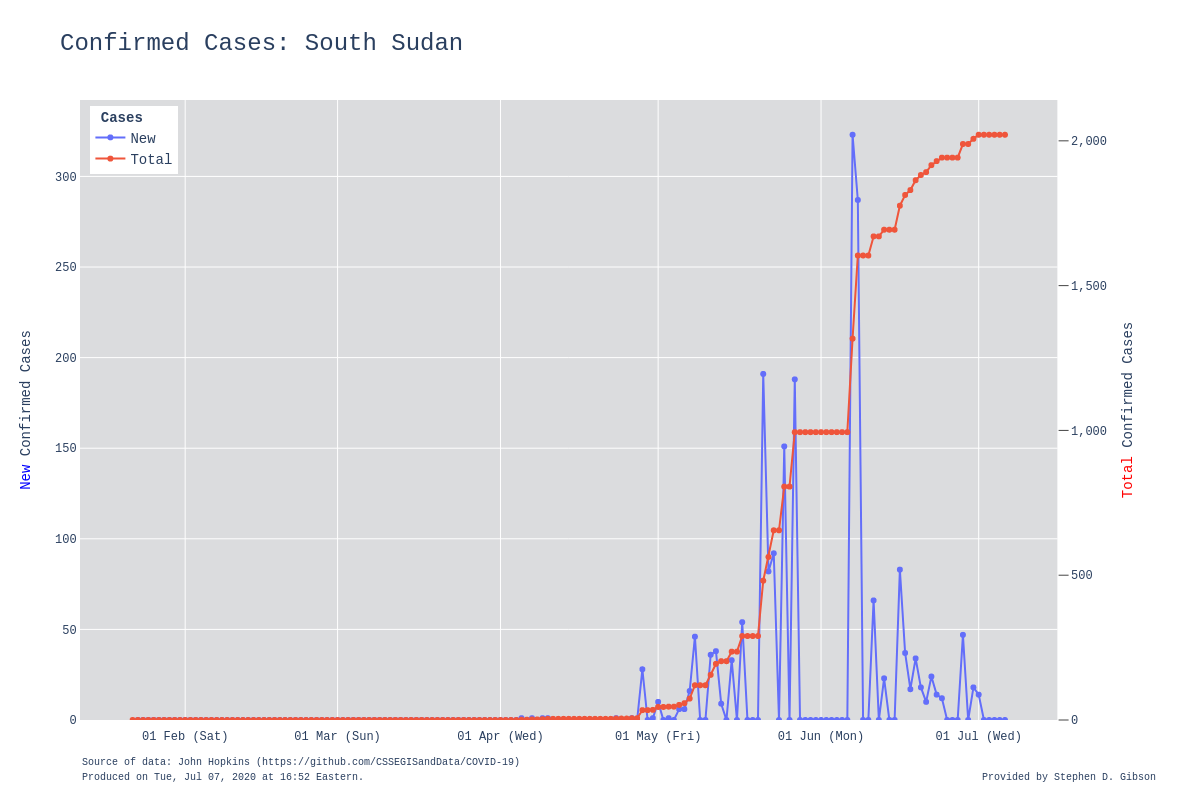 Confirmed Cases: South Sudan
Cases
New
Total
300
250
200
150
100
50
0
New Confirmed Cases
2,000
1,500
1,000
500
0
Total Confirmed Cases
01 Feb (Sat)
01 Mar (Sun)
01 Apr (Wed)
01 May (Fri)
01 Jun (Mon)
01 Jul (Wed)
Source of data: John Hopkins (https://github.com/CSSEGISandData/COVID-19)
Produced on Tue, Jul 07, 2020 at 16:52 Eastern.
Provided by Stephen D. Gibson